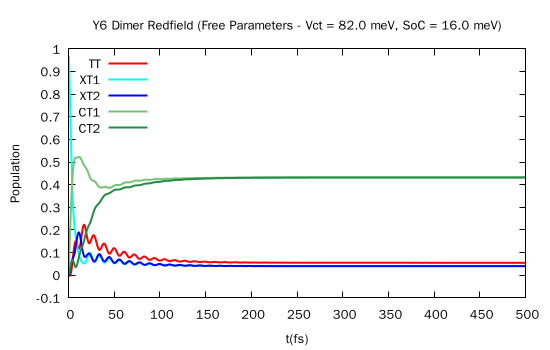 Y6 Dimer Redfield (Free Parameters - Vct = 82.0 meV, SoC = 16.0 meV)
1
0.9
0.8
0.7
0.6
0.5
0.4
0.3
0.2
0.1
0
-0.1
Population
TT
XT1
XT2
CT1
CT2
0 50 100 150 200 250 300 350 400 450 500
t(fs)